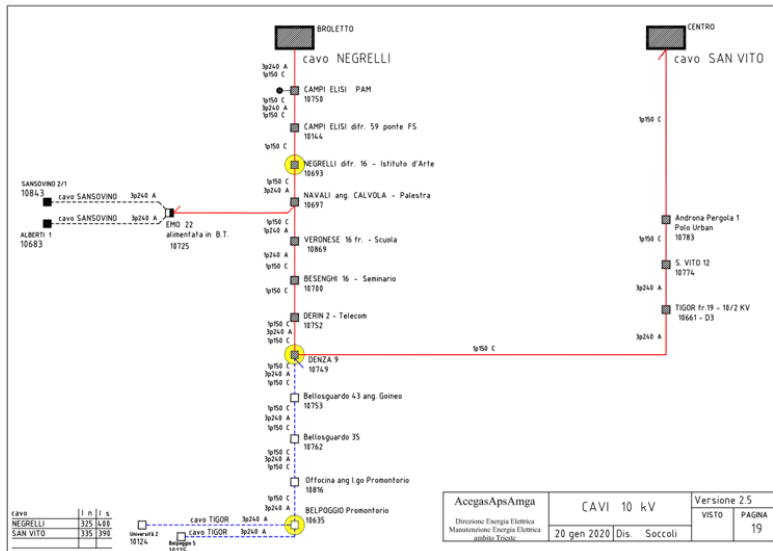 BROLETTO
cavo NEGRELLI
CENTRO
cavo SAN VITO
3p240 A
1p150 C
CAMPI ELISI PAM
10750
1p150 C
3p240 A
1p150 C
CAMPI ELISI difr. 59 ponte FS
10144
1p150 C
1p150 C
NEGRELLI difr. 16 - Istituto d'Arte
10693
1p150 C
3p240 A
SANSOVINO 2/1
10843
cavo SANSOVINO
3p240 A
NAVALI ang. CALVOLA - Palestra
10697
cavo SANSOVINO
3p240 A
ALBERTI 1
10683
EMO 22
alimentata in B.T.
10725
1p150 C
1p240 A
VERONESE 16 fr. - Scuola
10869
1p240 A
1p150 C
BESENGHI 16 - Seminario
10700
1p150 C
DERIN 2 - Telecom
10752
1p150 C
3p240 A
1p150 C
DENZA 9
10749
1p150 C
Androna Pergola 1
Polo Urban
10783
1p150 C
S. VITO 12
10774
3p240 A
TIGOR fr.19 - 10/2 KV
10661 - D3
3p240 A
1p150 C
3p240 A
1p150 C
Bellosguardo 43 ang. Goineo
10753
1p150 C
3p240 A
1p150 C
Bellosguardo 35
10762
1p150 C
3p240 A
1p150 C
Offocina ang l.go Promontorio
10816
3p240 A
1p150 C
BELPOGGIO Promontorio
10635
cavo TIGOR
3p240 A
Università 2
10124
cavo TIGOR
3p240 A
Belpoggio 5
cavo I n I s
NEGRELLI 325 400
SAN VITO 335 390
AcegasApsAmga
Direzione Energia Elettrica
Manutenzione Energia Elettrica
ambito Trieste
CAVI 10 kV
20 gen 2020 Dis. Soccoli
Versione 2.5
VISTO PAGINA
19